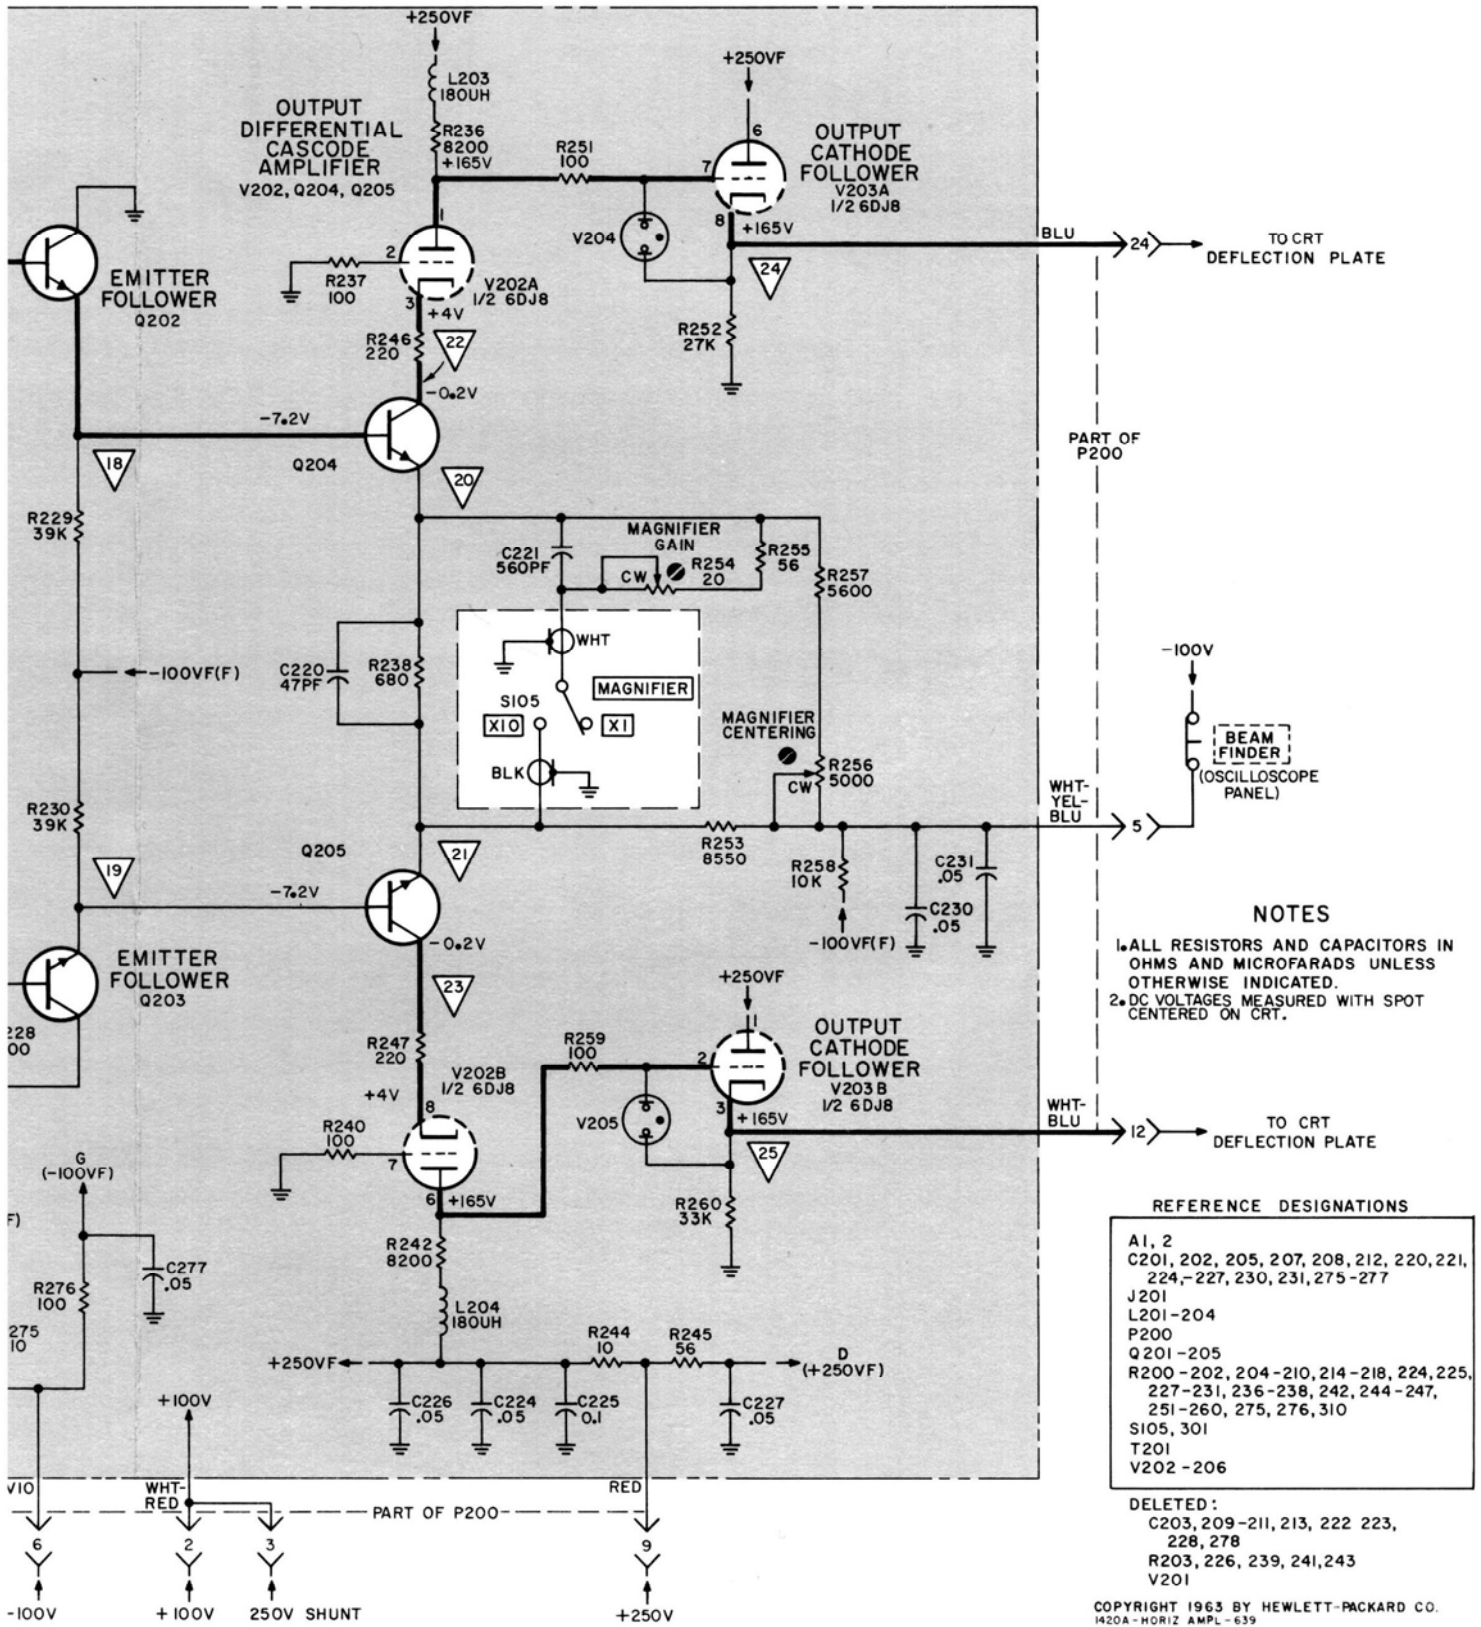 +250VF
L203
180UH
R236
8200
+165V
OUTPUT
DIFFERENTIAL
CASCODE
AMPLIFIER
V202, Q204, Q205
R251
100
+250VF
6
7
8
OUTPUT
CATHODE
FOLLOWER
V203A
1/2 6DJ8
+165V
V204
24
BLU
24
TO CRT
DEFLECTION PLATE
EMITTER
FOLLOWER
Q202
1
2
3
R237
100
V202A
1/2 6DJ8
+4V
R246
220
22
-0.2V
R252
27K
-7.2V
18
Q204
20
PART OF
P200
R229
39K
C221
560PF
MAGNIFIER
GAIN
CW
R254
20
R255
56
R257
5600
-100VF(F)
C220
47PF
R238
680
WHT
S105
MAGNIFIER
X10
X1
BLK
MAGNIFIER
CENTERING
CW
R256
5000
-100V
BEAM
FINDER
(OSCILLOSCOPE
PANEL)
WHT-
YEL-
BLU
5
R230
39K
19
Q205
21
R253
8550
R258
10K
-100VF(F)
C231
.05
C230
.05
-7.2V
-0.2V
NOTES
1. ALL RESISTORS AND CAPACITORS IN
OHMS AND MICROFARADS UNLESS
OTHERWISE INDICATED.
2. DC VOLTAGES MEASURED WITH SPOT
CENTERED ON CRT.
EMITTER
FOLLOWER
Q203
23
R247
220
+250VF
1
2
3
OUTPUT
CATHODE
FOLLOWER
V203B
1/2 6DJ8
+165V
228
00
R259
100
V202B
1/2 6DJ8
+4V
8
7
6
R240
100
V205
25
WHT-
BLU
12
TO CRT
DEFLECTION PLATE
G
(-100VF)
F)
+165V
R260
33K
R242
8200
C277
.05
R276
100
275
10
L204
180UH
+250VF
R244
10
R245
56
D
(+250VF)
C226
.05
C224
.05
C225
0.1
C227
.05
+100V
REFERENCE DESIGNATIONS
A1, 2
C201, 202, 205, 207, 208, 212, 220, 221,
224,-227, 230, 231, 275-277
J201
L201-204
P200
Q201-205
R200-202, 204-210, 214-218, 224, 225,
227-231, 236-238, 242, 244-247,
251-260, 275, 276, 310
S105, 301
T201
V202-206
DELETED:
C203, 209-211, 213, 222 223,
228, 278
R203, 226, 239, 241, 243
V201
VIO
WHT-
RED
PART OF P200
RED
6
2
3
9
-100V
+100V
250V SHUNT
+250V
COPYRIGHT 1963 BY HEWLETT-PACKARD CO.
1420A-HORIZ AMPL-639